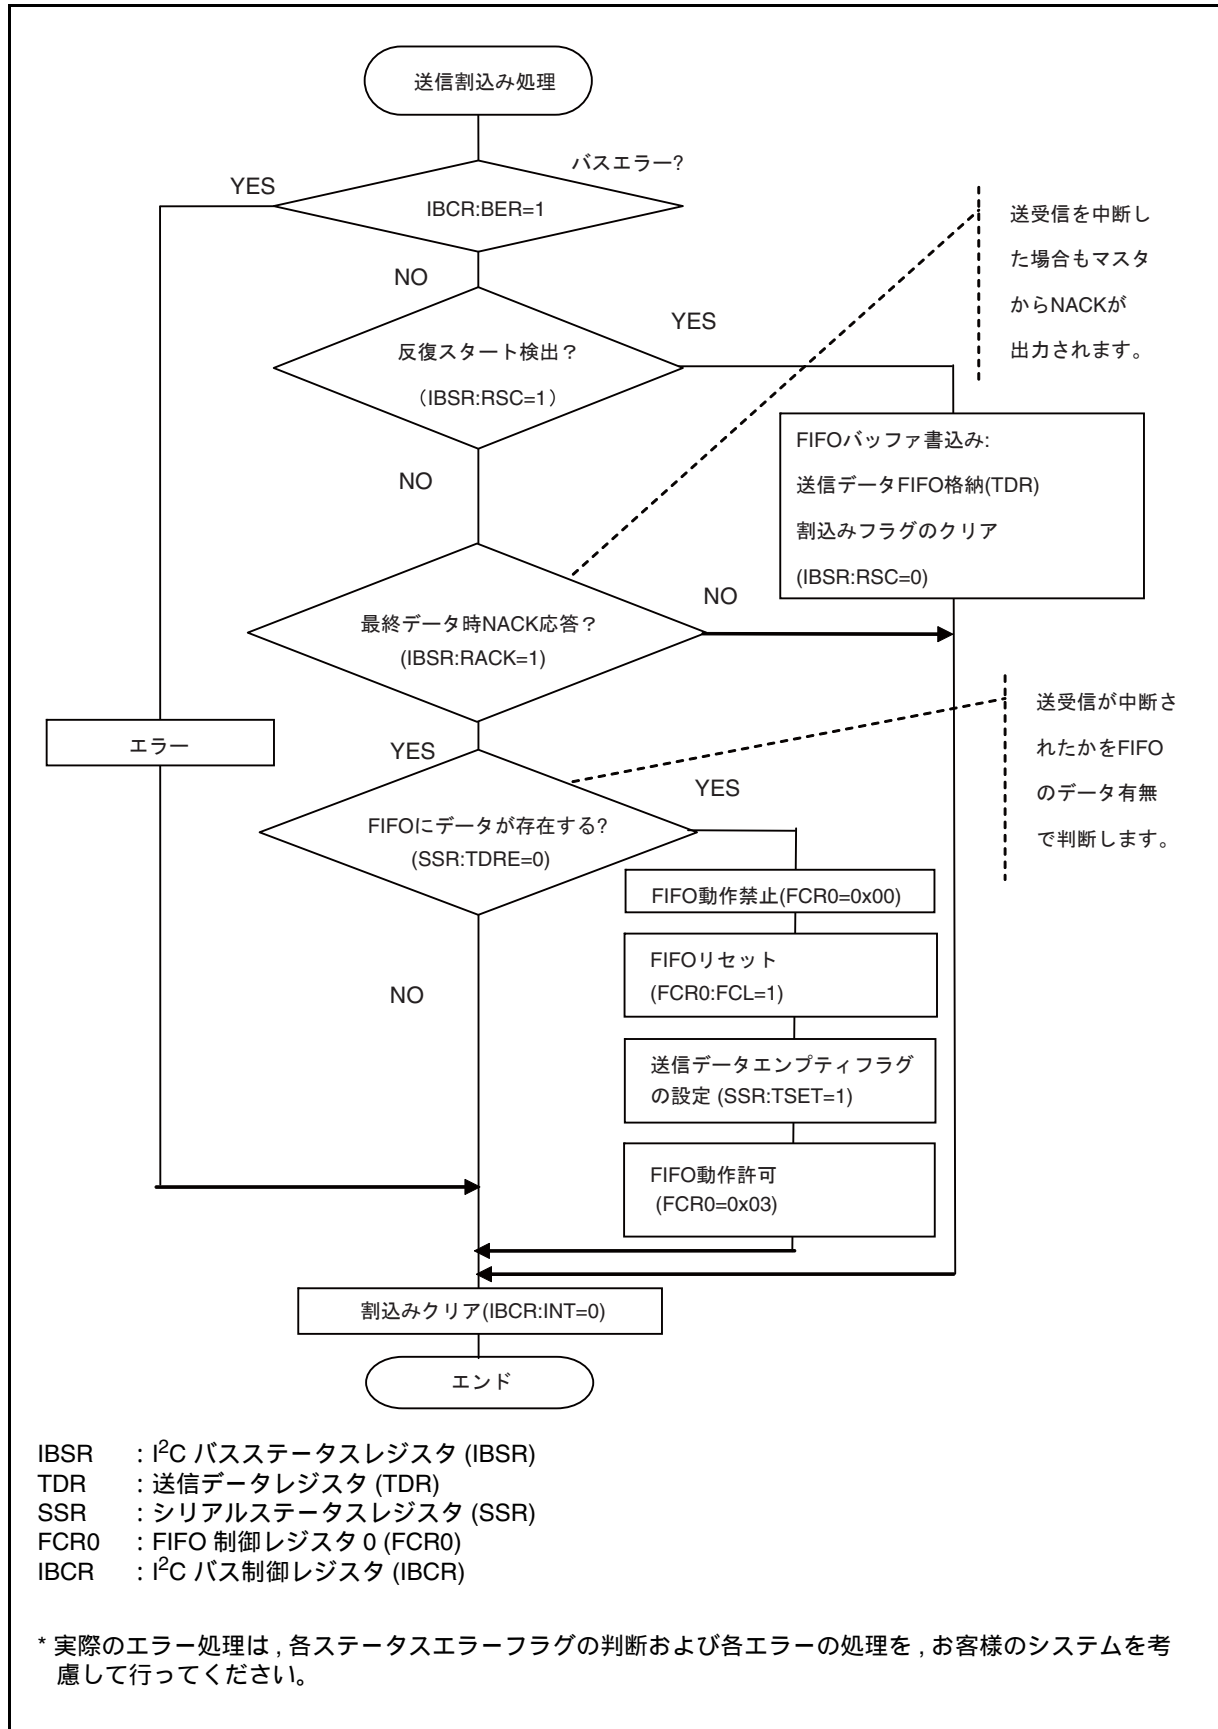 送信割込み処理
バスエラー?
YES
IBCR:BER=1
NO
送受信を中断し
た場合もマスタ
からNACKが
出力されます。
反復スタート検出？
（IBSR:RSC=1）
YES
NO
FIFOバッファ書込み:
送信データFIFO格納(TDR)
割込みフラグのクリア
(IBSR:RSC=0)
最終データ時NACK応答？
(IBSR:RACK=1)
NO
YES
エラー
送受信が中断さ
れたかをFIFO
のデータ有無
で判断します。
FIFOにデータが存在する?
(SSR:TDRE=0)
YES
NO
FIFO動作禁止(FCR0=0x00)
FIFOリセット
(FCR0:FCL=1)
送信データエンプティフラグ
の設定 (SSR:TSET=1)
FIFO動作許可
(FCR0=0x03)
割込みクリア(IBCR:INT=0)
エンド
IBSR : I²C バスステータスレジスタ (IBSR)
TDR : 送信データレジスタ (TDR)
SSR : シリアルステータスレジスタ (SSR)
FCR0 : FIFO 制御レジスタ 0 (FCR0)
IBCR : I²C バス制御レジスタ (IBCR)
* 実際のエラー処理は , 各ステータスエラーフラグの判断および各エラーの処理を , お客様のシステムを考
慮して行ってください。